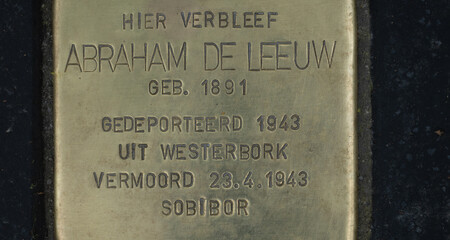 HIER VERBLEEF
ABRAHAM DE LEEUW
GEB. 1891
GEDEPORTEERD 1943
UIT WESTERBORK
VERMOORD 23.4.1943
SOBIBOR